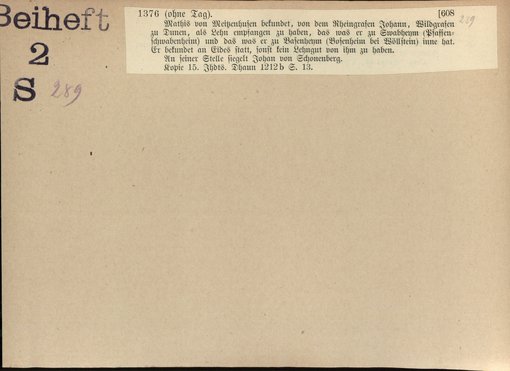 Beiheft
2
S 289
1376 (ohne Tag). [608
Mathis von Meihenhusen bekundet, von dem Rheingrafen Johann, Wildgrafen
zu Dunen, als Lehn empfangen zu haben, das was er zu Swabheym (Pfaffen-
schwabenheim) und das was er zu Basenheym (Bosenheim bei Wöllstein) inne hat.
Er bekundet an Eides statt, sonst kein Lehngut von ihm zu haben.
An seiner Stelle siegelt Johan von Schonenberg.
Kopie 15. Jhdts. Dhaun 1212b S. 13.